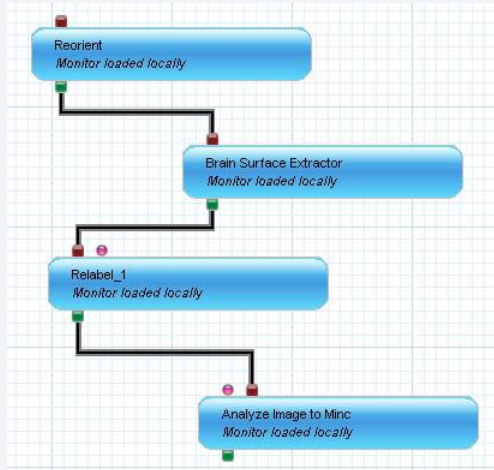 Reorient
Monitor loaded locally
Brain Surface Extractor
Monitor loaded locally
Relabel_1
Monitor loaded locally
Analyze Image to Minc
Monitor loaded locally